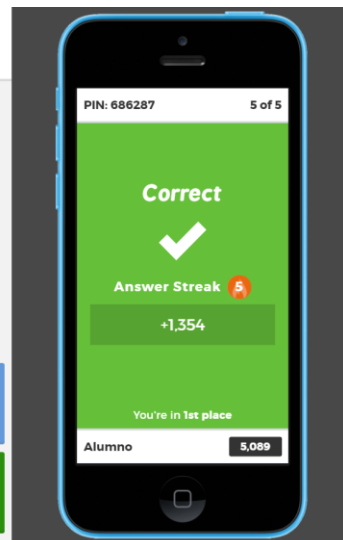 PIN: 686287 5 of 5
Correct
Answer Streak 5
+1,354
You're in 1st place
Alumno 5,089